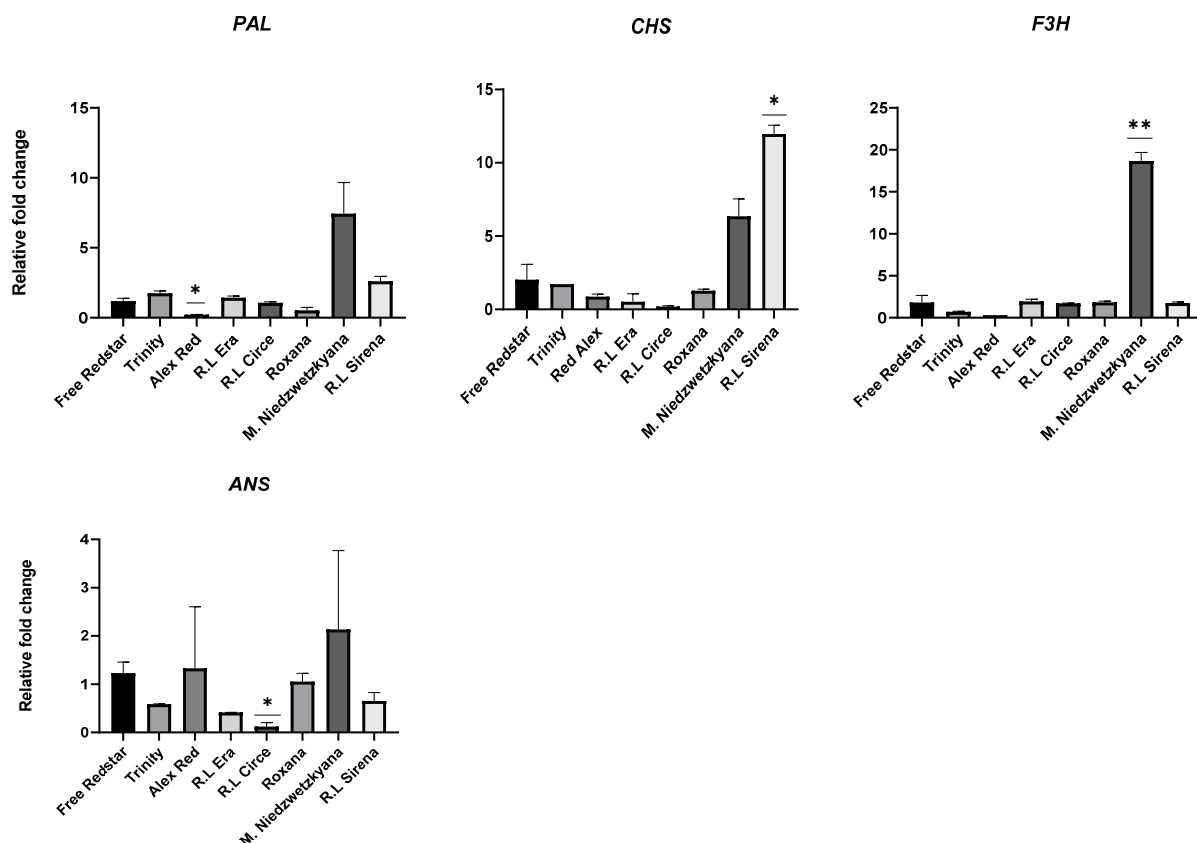 PAL
CHS
F3H
Relative fold change
15
10
5
0
*
Free Redstar
Trinity
Alex Red
R.L Era
R.L Circe
Roxana
M. Niedzwetzkyana
R.L Sirena
15
10
5
0
*
Free Redstar
Trinity
Red Alex
R.L Era
R.L Circe
Roxana
M. Niedzwetzkyana
R.L Sirena
25
20
15
10
5
0
**
Free Redstar
Trinity
Alex Red
R.L Era
R.L Circe
Roxana
M. Niedzwetzkyana
R.L Sirena
ANS
Relative fold change
4
3
2
1
0
*
Free Redstar
Trinity
Alex Red
R.L Era
R.L Circe
Roxana
M. Niedzwetzkyana
R.L Sirena